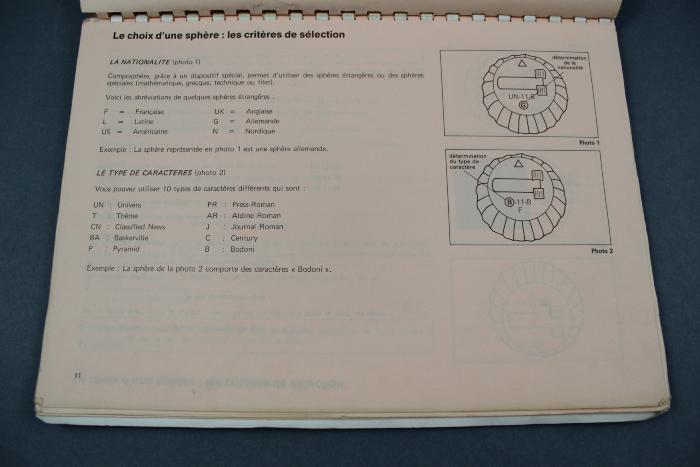 Le choix d'une sphère : les critères de sélection
LA NATIONALITE (photo 1)
Composphère, grâce à un dispositif spécial, permet d'utiliser des sphères étrangères ou des sphères
spéciales (mathématique, grecque, technique ou filet).
Voici les abréviations de quelques sphères étrangères :
F = Française UK = Anglaise
L = Latine G = Allemande
US = Américaine N = Nordique
Exemple : La sphère représentée en photo 1 est une sphère allemande.
LE TYPE DE CARACTERES (photo 2)
Vous pouvez utiliser 10 types de caractères différents qui sont :
UN : Univers PR : Press-Roman
T : Thème AR : Aldine Roman
CN : Classified News J : Journal Roman
BA : Baskerville C : Century
P : Pyramid B : Bodoni
Exemple : La sphère de la photo 2 comporte des caractères « Bodoni ».
11
détermination
de la
nationalité
UN-11-B
G
Photo 1
détermination
du type de
caractère
B-11-B
F
Photo 2